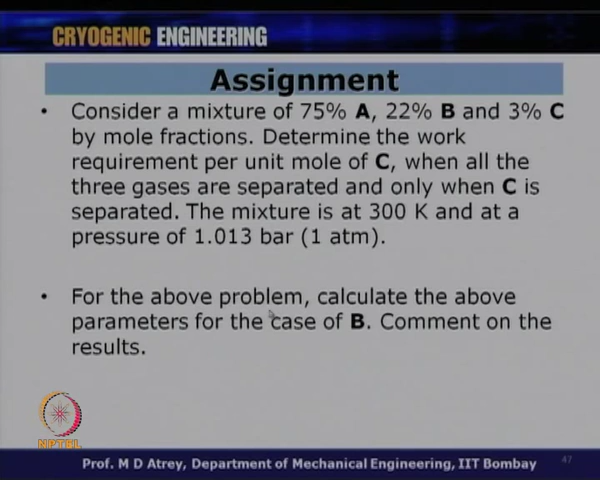 CRYOGENIC ENGINEERING
Assignment
• Consider a mixture of 75% A, 22% B and 3% C
by mole fractions. Determine the work
requirement per unit mole of C, when all the
three gases are separated and only when C is
separated. The mixture is at 300 K and at a
pressure of 1.013 bar (1 atm).
• For the above problem, calculate the above
parameters for the case of B. Comment on the
results.
NPTEL
Prof. M D Atrey, Department of Mechanical Engineering, IIT Bombay
47